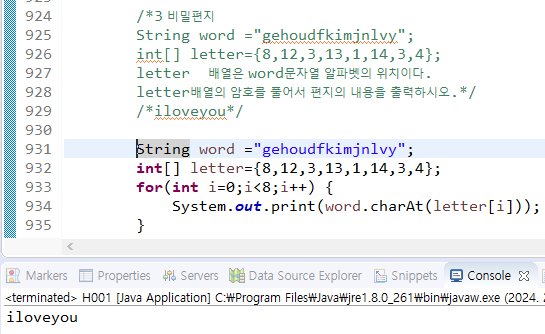 924 /*3 비밀편지
925 String word ="gehoudfkimjnlvy";
926 int[] letter={8,12,3,13,1,14,3,4};
927 letter 배열은 word문자열 알파벳의 위치이다.
928 letter배열의 암호를 풀어서 편지의 내용을 출력하시오.*/
929 /*iloveyou*/
930
931 String word ="gehoudfkimjnlvy";
932 int[] letter={8,12,3,13,1,14,3,4};
933 for(int i=0;i<8;i++) {
934 System.out.print(word.charAt(letter[i]));
935 }
Markers Properties Servers Data Source Explorer Snippets Console
<terminated> H001 [Java Application] C:₩Program Files₩Java₩jre1.8.0_261₩bin₩javaw.exe (2024. 
iloveyou